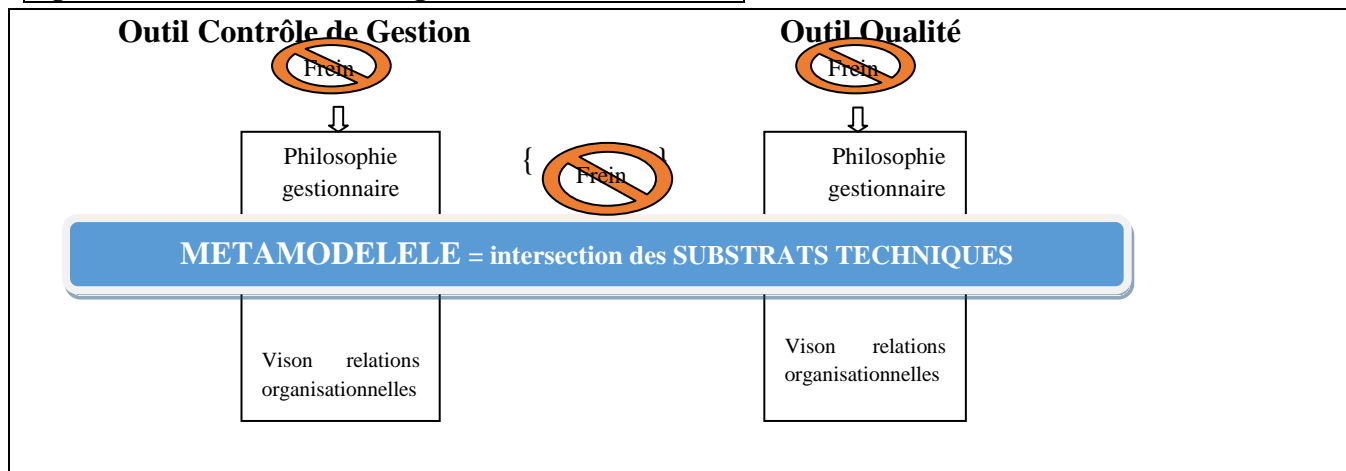 Outil Contrôle de Gestion
Outil Qualité
Frein
Frein
Philosophie
gestionnaire
{ }
Frein
Philosophie
gestionnaire
METAMODELELE = intersection des SUBSTRATS TECHNIQUES
Vison relations
organisationnelles
Vison relations
organisationnelles